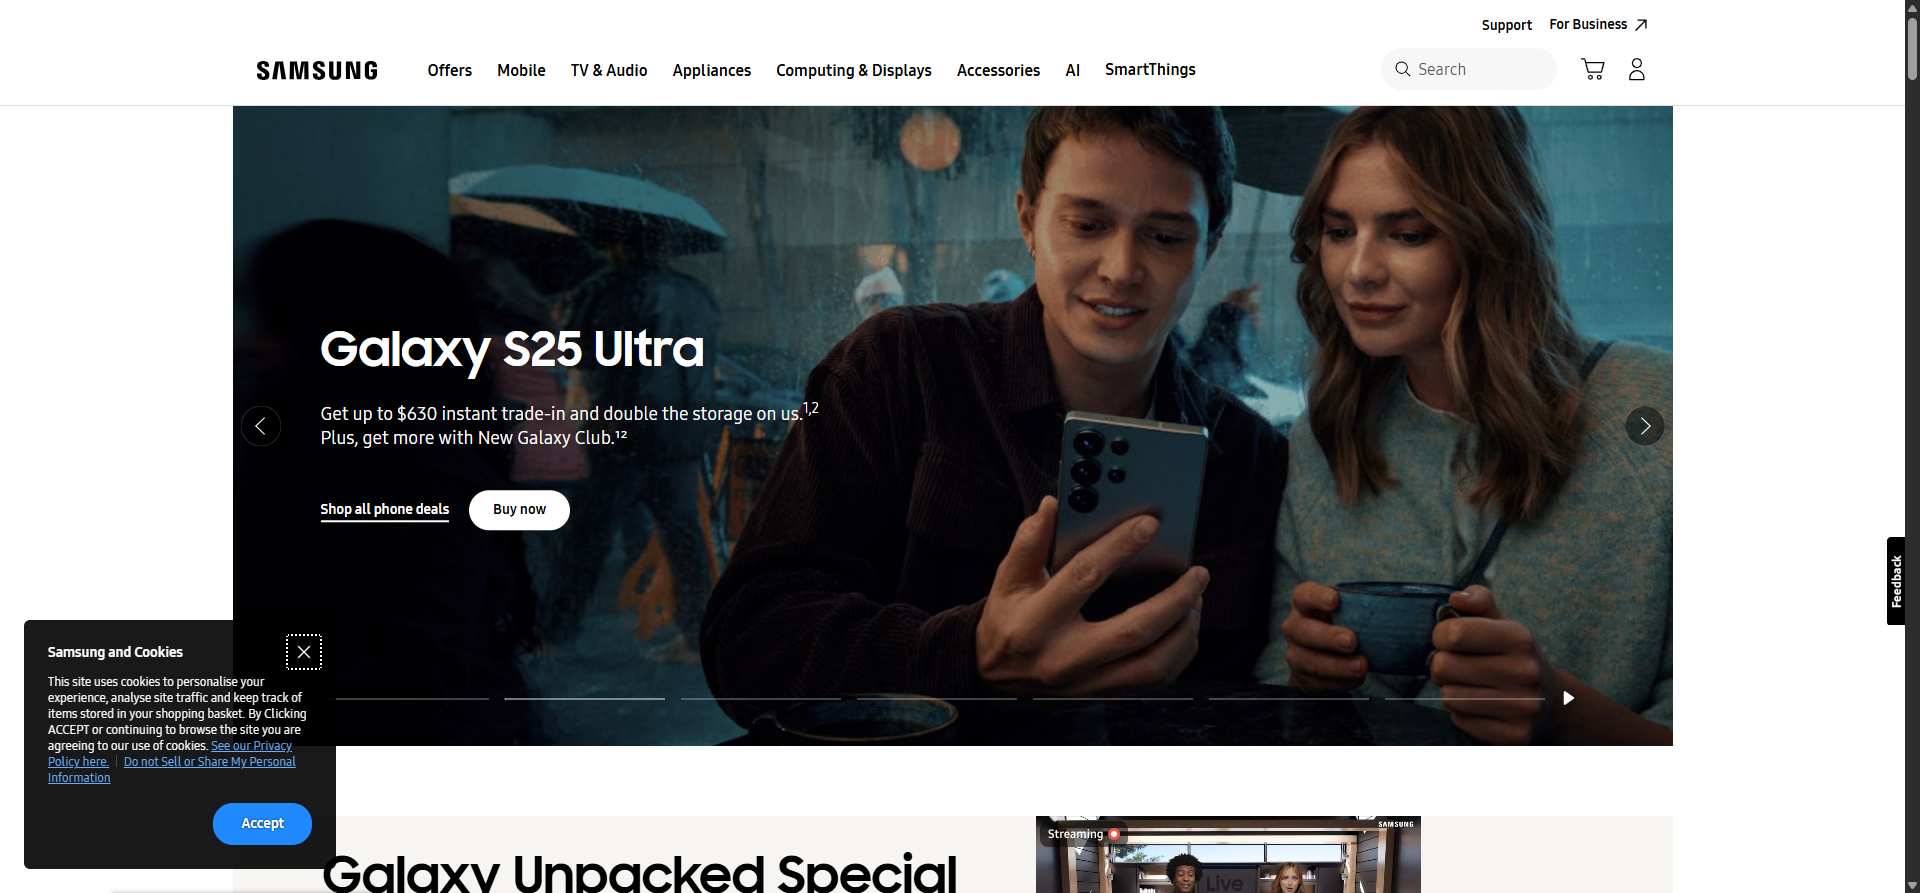 Support
For Business
SAMSUNG
Offers
Mobile
TV & Audio
Appliances
Computing & Displays
Accessories
AI
SmartThings
Search
Galaxy S25 Ultra
Get up to $630 instant trade-in and double the storage on us.1,2
Plus, get more with New Galaxy Club.¹²
Shop all phone deals
Buy now
Feedback
Samsung and Cookies
This site uses cookies to personalise your
experience, analyse site traffic and keep track of
items stored in your shopping basket. By Clicking
ACCEPT or continuing to browse the site you are
agreeing to our use of cookies. See our Privacy
Policy here. | Do not Sell or Share My Personal
Information
Accept
Galaxy Unpacked Special
Streaming
SAMSUNG
Live